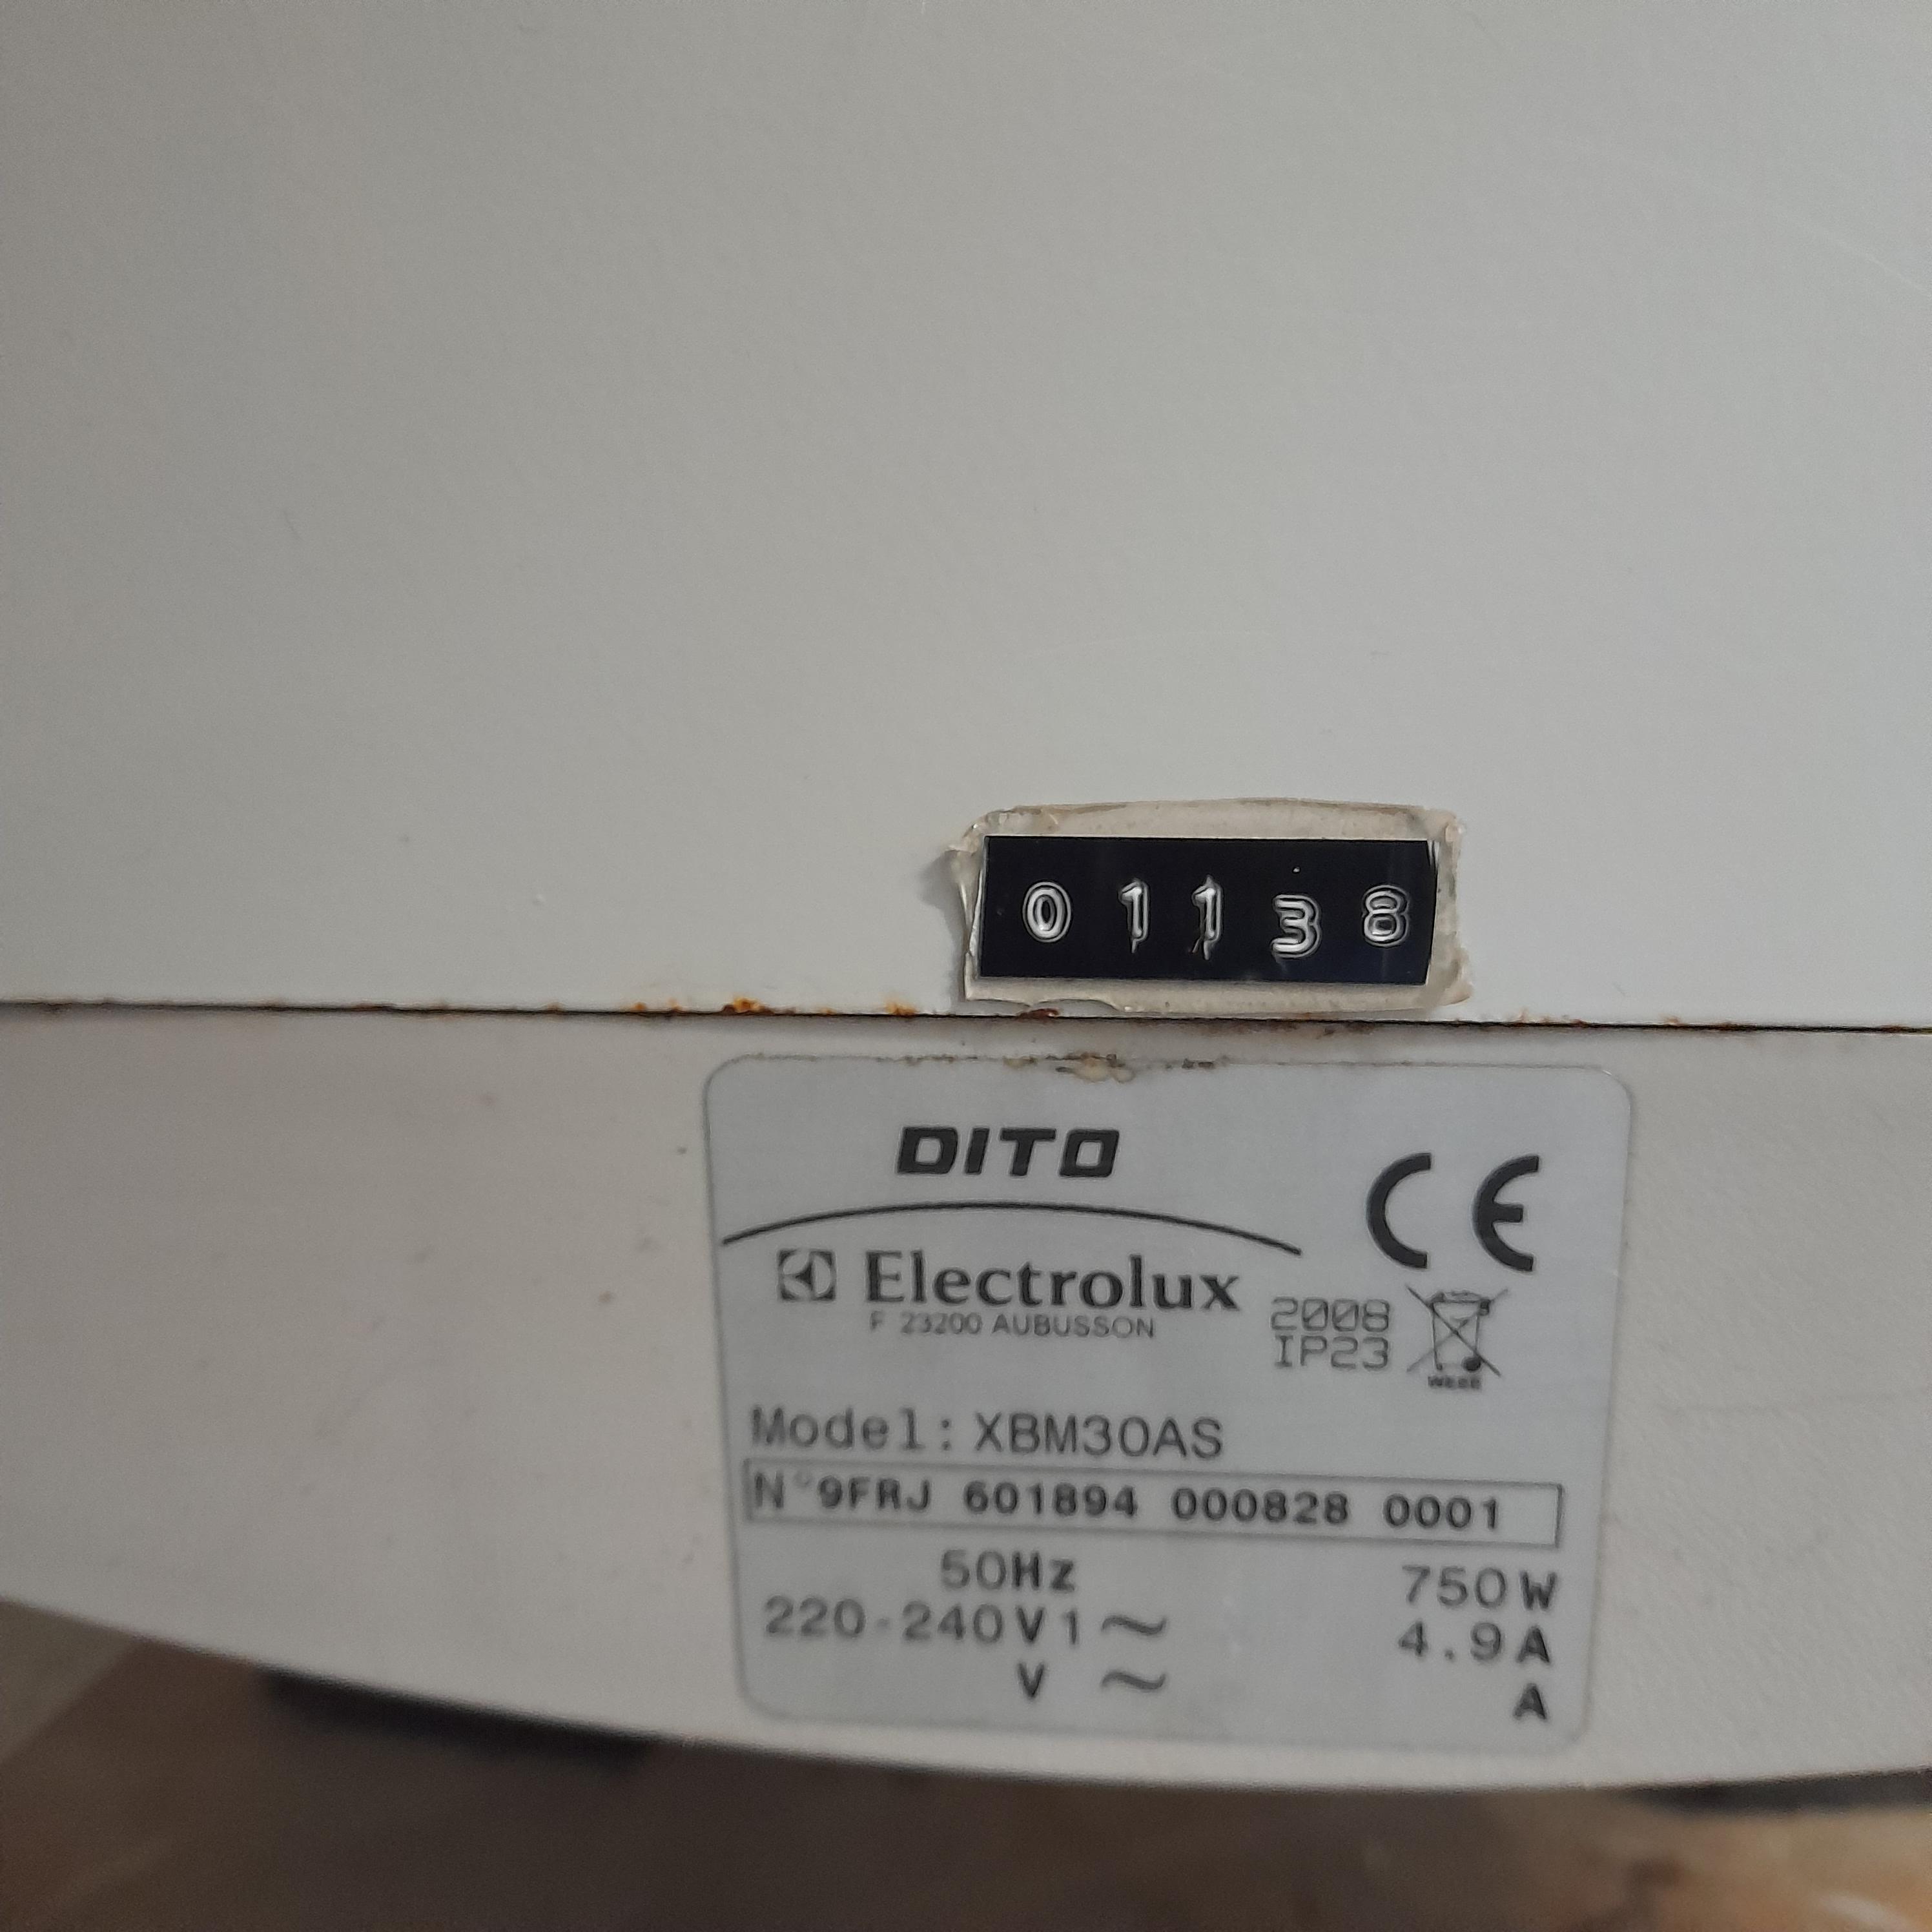 01138
DITO
CE
Electrolux
F 23200 AUBUSSON
2008
IP23
WEEE
Model: XBM30AS
N°9FRJ 601894 000828 0001
50Hz 750W
220-240V1~ 4.9A
V ~ A